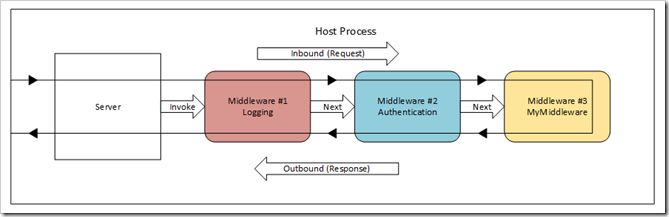 Host Process
Inbound (Request)
Server
Invoke
Middleware #1
Logging
Next
Middleware #2
Authentication
Next
Middleware #3
MyMiddleware
Outbound (Response)